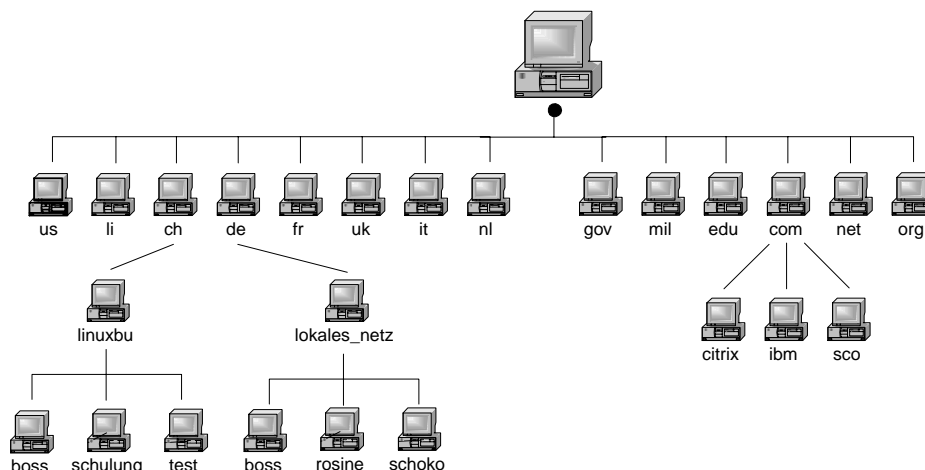 us li ch de fr uk it nl gov mil edu com net org
linuxbu lokales_netz
citrix ibm sco
boss schulung test boss rosine schoko